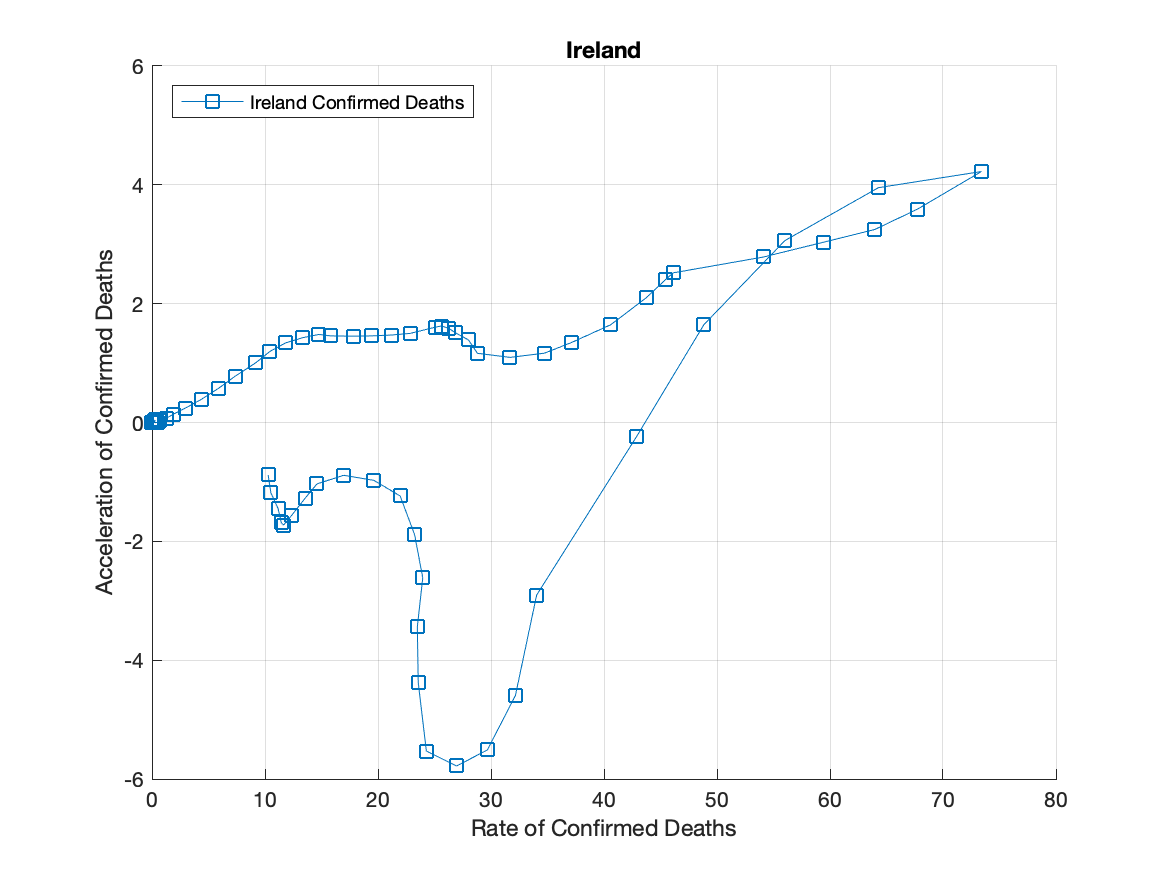 Ireland
Ireland Confirmed Deaths
6
4
2
0
-2
-4
-6
Acceleration of Confirmed Deaths
0 10 20 30 40 50 60 70 80
Rate of Confirmed Deaths